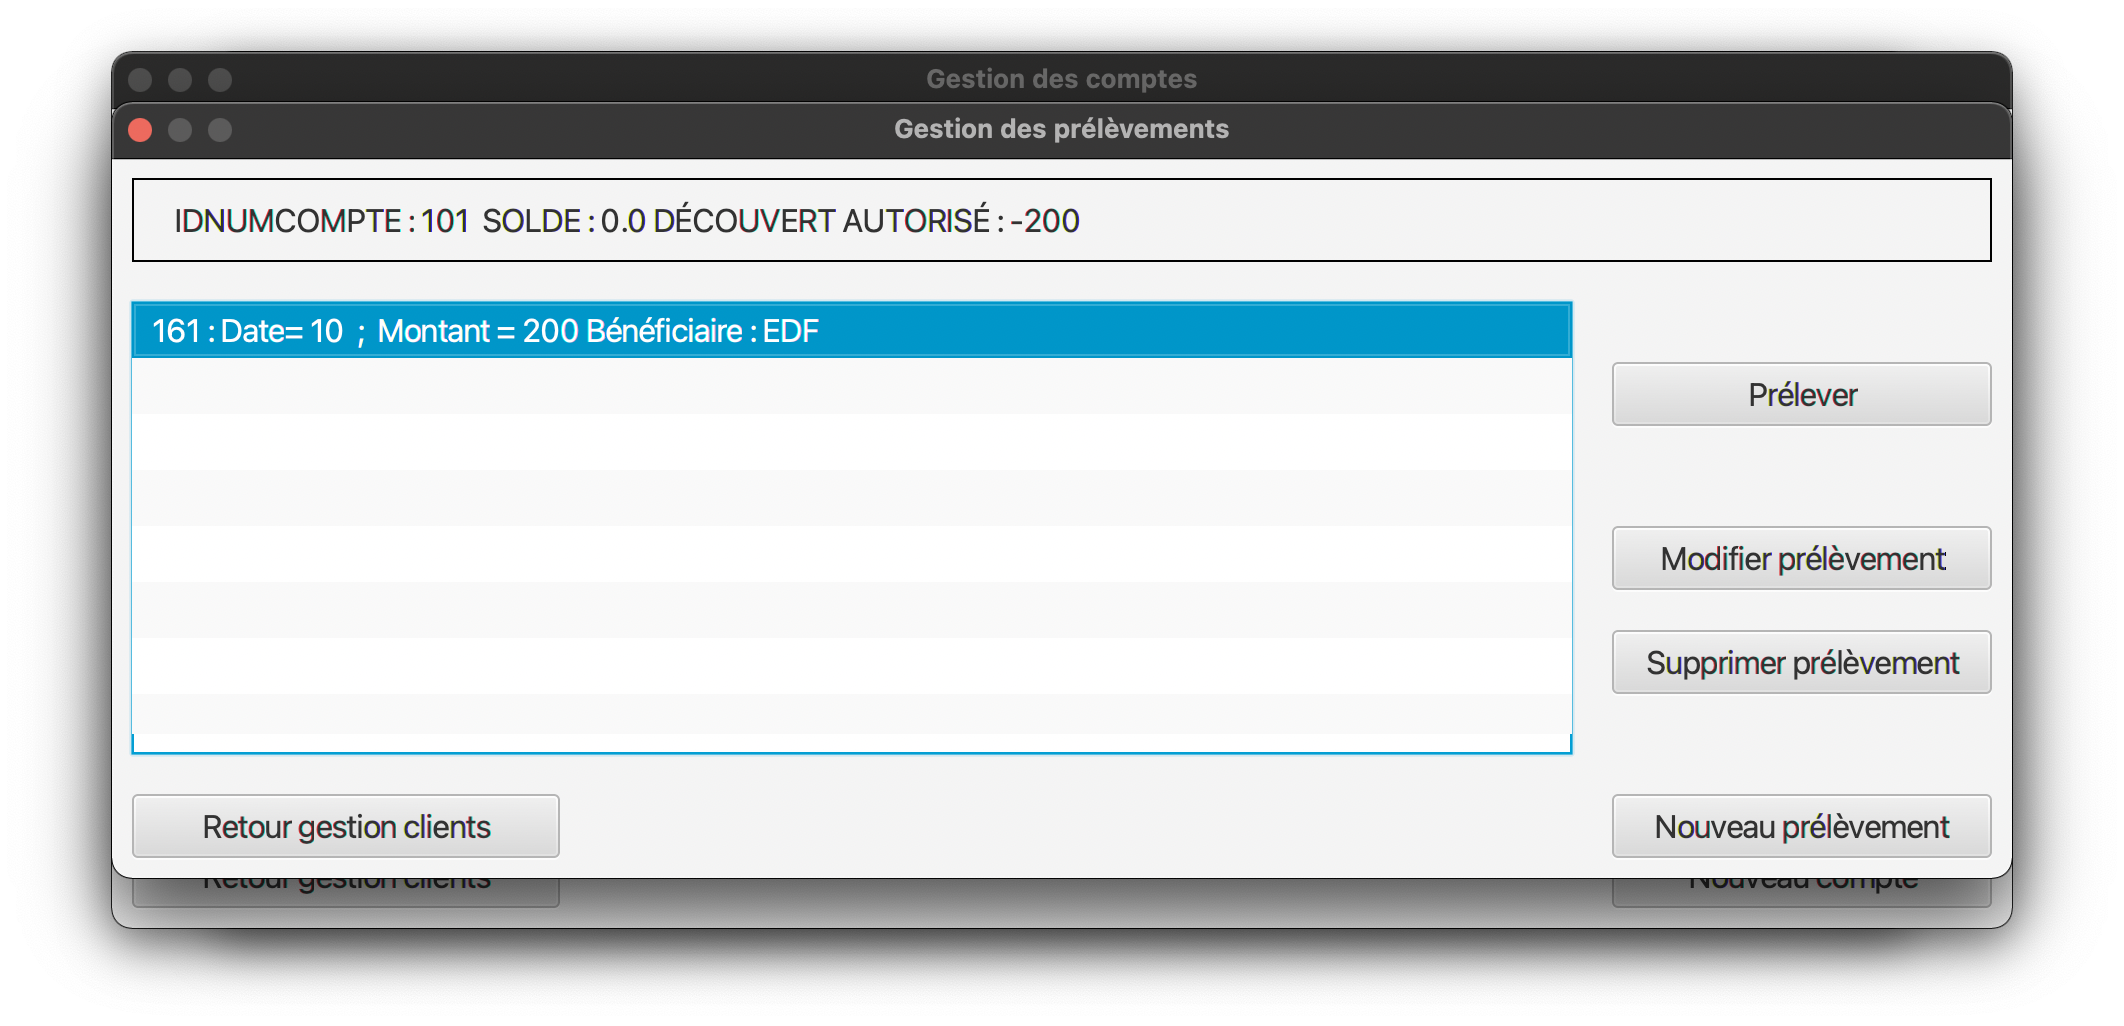 Gestion des comptes
Gestion des prélèvements
IDNUMCOMPTE : 101  SOLDE : 0.0 DÉCOUVERT AUTORISÉ : -200
161 : Date= 10  ;  Montant = 200 Bénéficiaire : EDF
Prélever
Modifier prélèvement
Supprimer prélèvement
Retour gestion clients
Nouveau prélèvement
Retour gestion clients
Nouveau compte